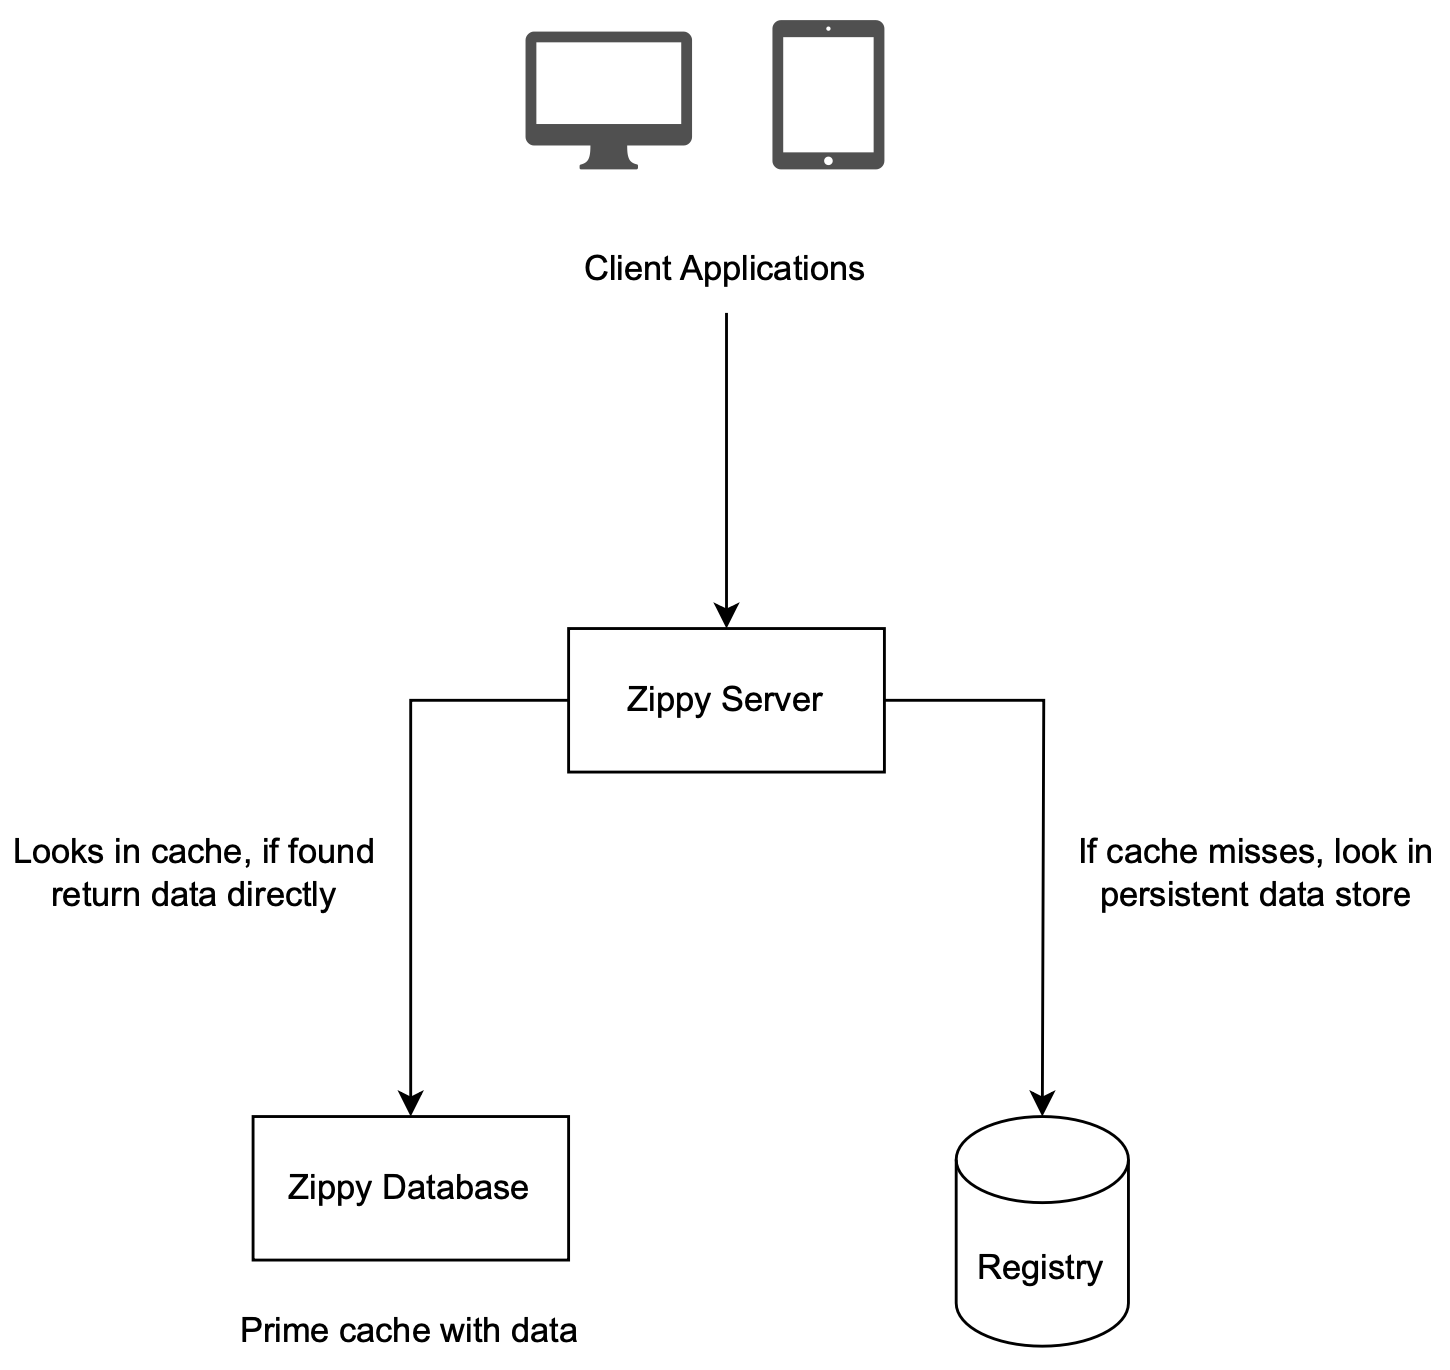 Client Applications
Zippy Server
Looks in cache, if found
return data directly
If cache misses, look in
persistent data store
Zippy Database
Registry
Prime cache with data